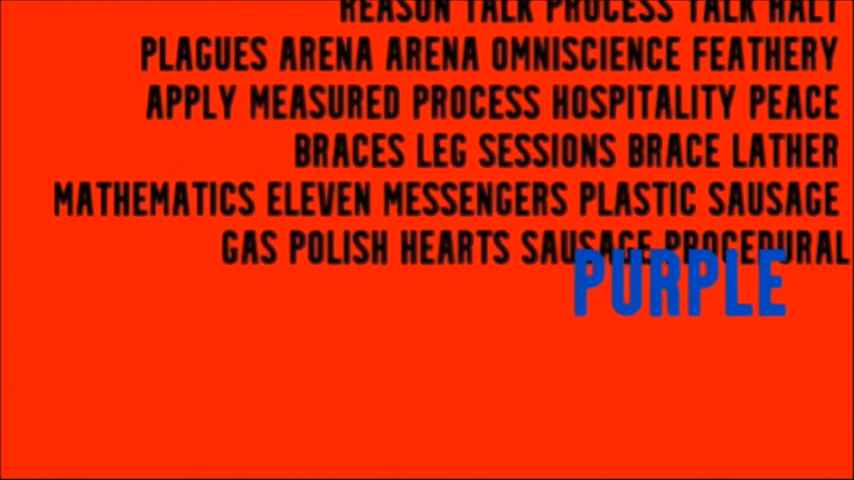 REASON TALK PROCESS TALK HALT
PLAGUES ARENA ARENA OMNISCIENCE FEATHERY
APPLY MEASURED PROCESS HOSPITALITY PEACE
BRACES LEG SESSIONS BRACE LATHER
MATHEMATICS ELEVEN MESSENGERS PLASTIC SAUSAGE
GAS POLISH HEARTS SAUSAGE PROCEDURAL
PURPLE